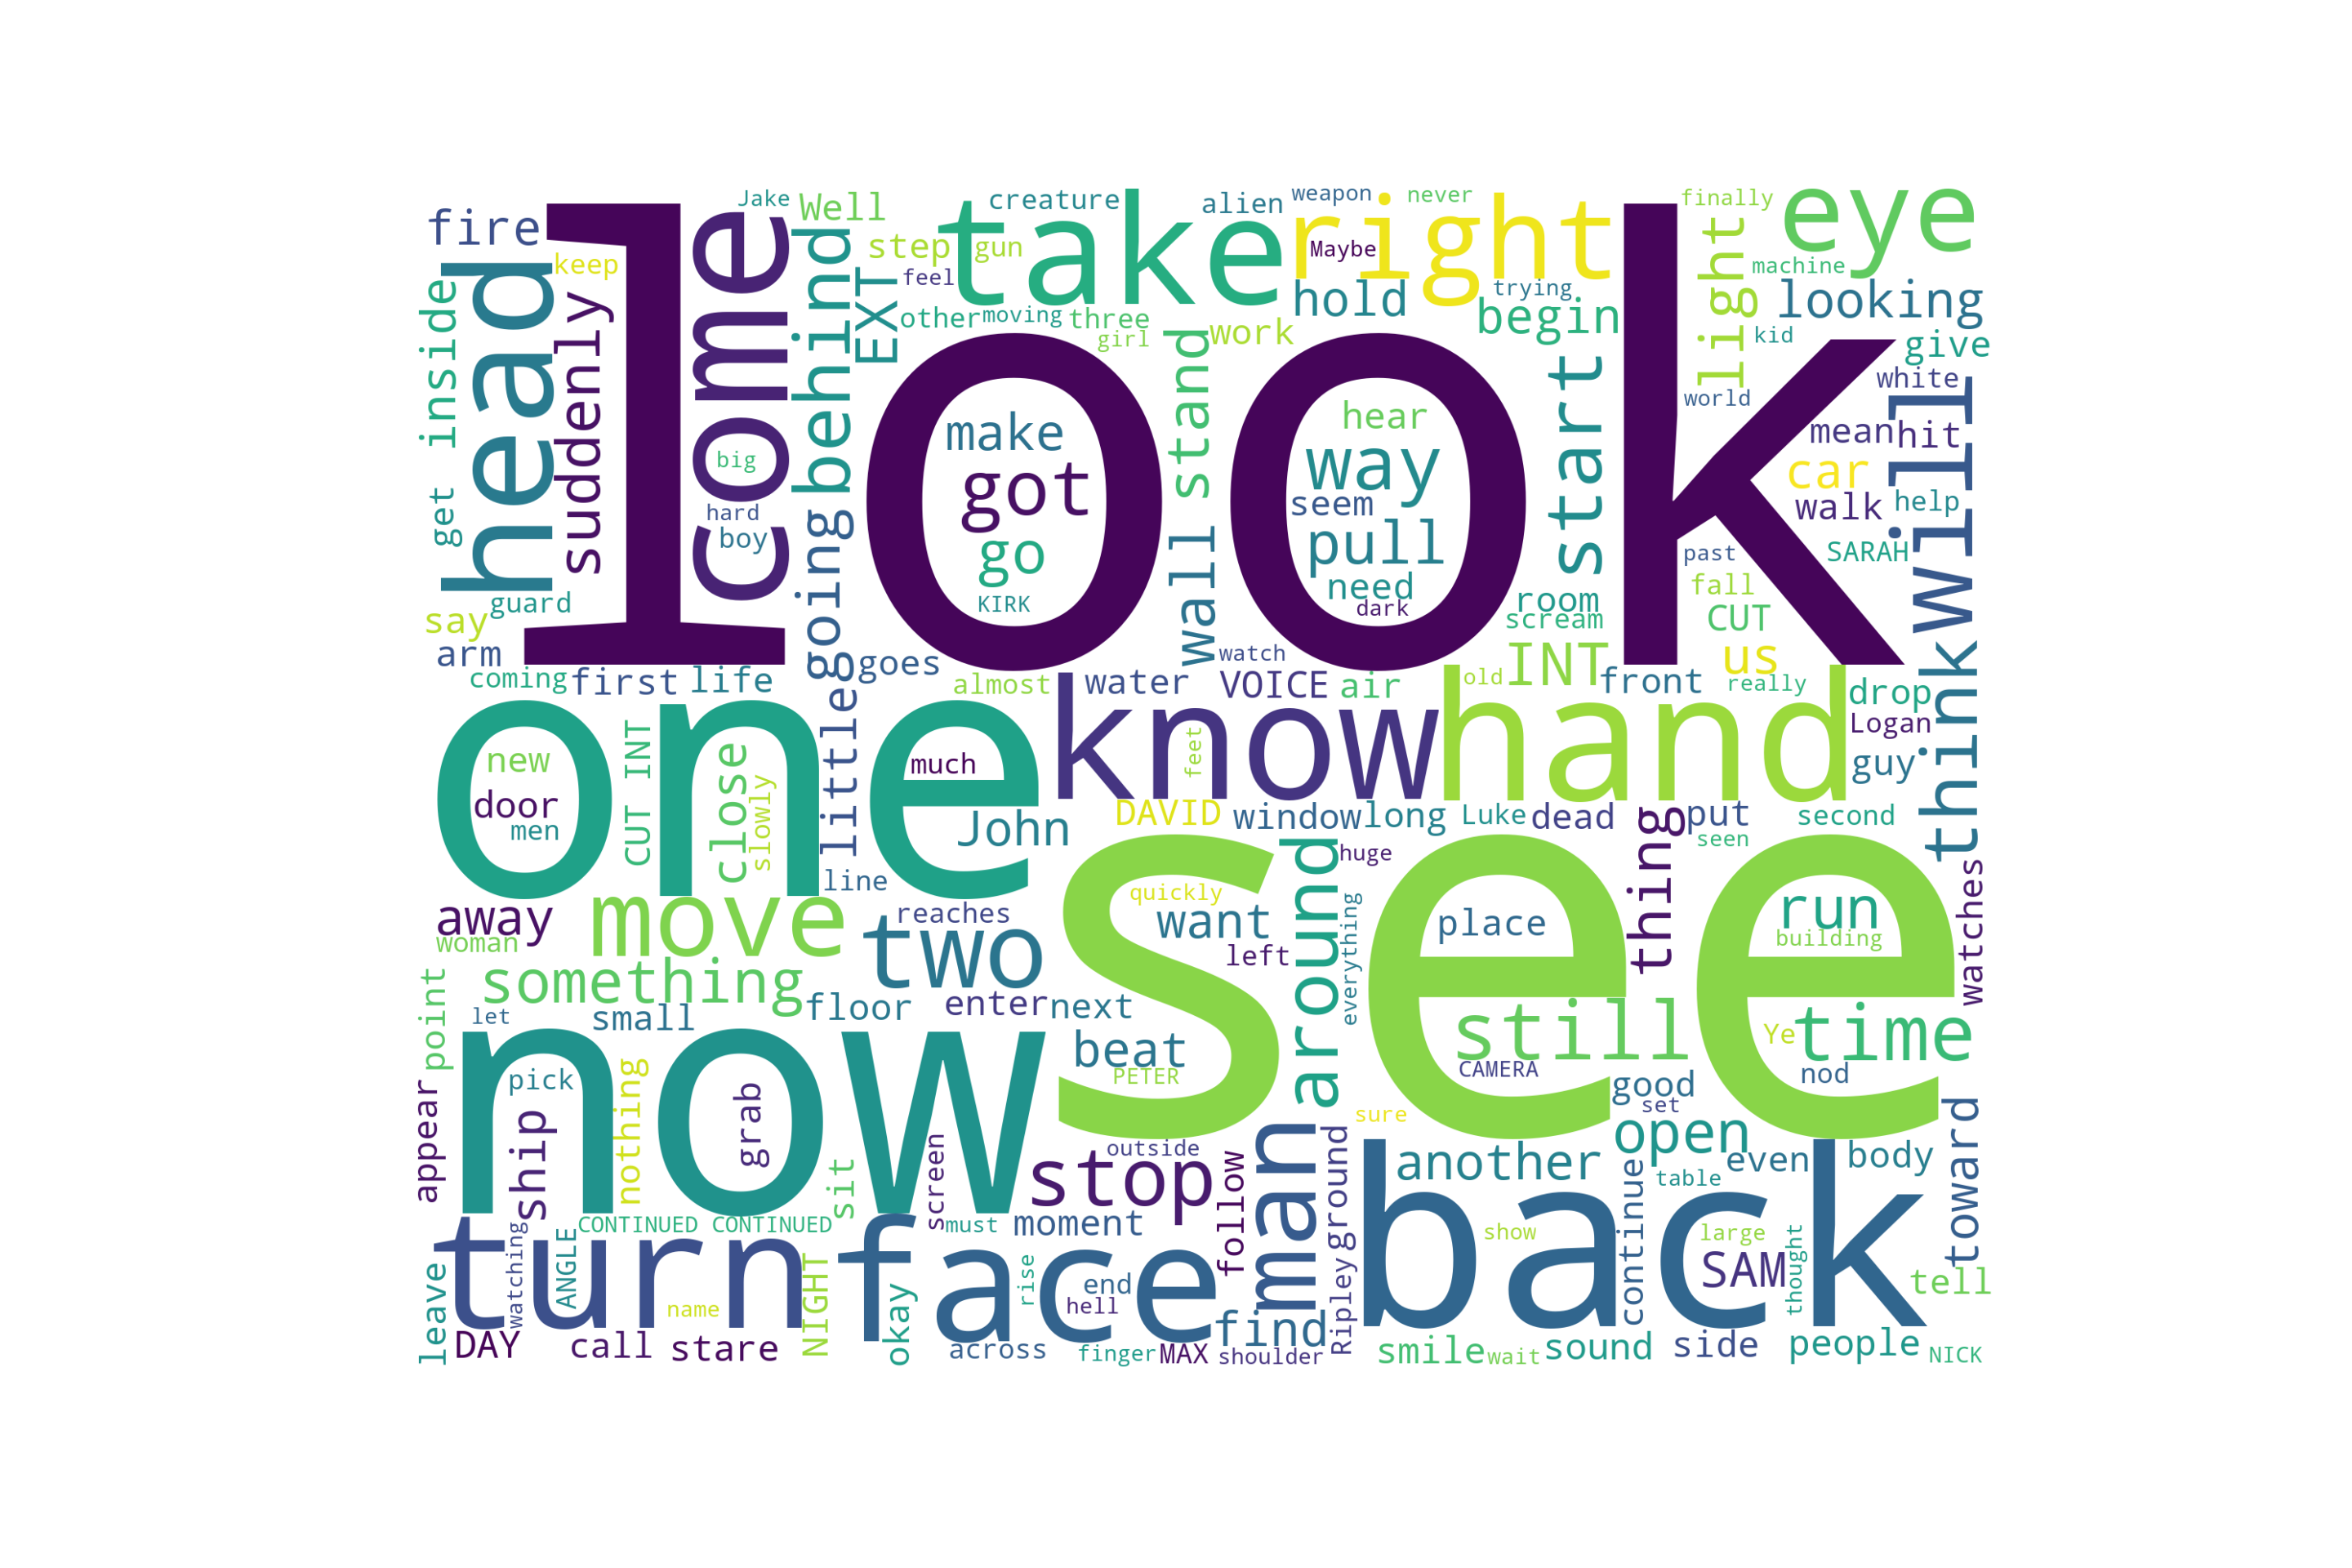 look
see
one
now
back
know
hand
turn
face
take
right
head
come
eye
will
think
move
two
man
around
start
behind
suddenly
something
still
time
stop
way
got
pull
go
make
hear
seem
need
dark
KIRK
fire
keep
inside
get
Jake
Well
step
gun
feel
creature
alien
weapon
never
Maybe
finally
machine
light
looking
kid
give
white
world
mean
hit
car
walk
help
past
SARAH
fall
CUT
us
EXT
other
moving
three
girl
work
hold
trying
begin
stand
wall
going
big
hard
boy
guard
say
arm
coming
first
life
little
goes
almost
water
VOICE
watch
air
old
INT
room
scream
front
really
drop
Logan
guy
new
door
men
CUT INT
close
slowly
much
feet
John
DAVID
window
long
Luke
dead
put
second
seen
huge
thing
line
away
woman
reaches
quickly
want
left
everything
place
run
building
watches
point
let
small
floor
enter
next
beat
PETER
CAMERA
Ye
nod
good
set
sure
open
toward
appear
pick
ship
nothing
grab
sit
screen
outside
follow
ground
another
continue
table
even
body
CONTINUED CONTINUED
must
moment
show
large
SAM
thought
tell
leave
watching
ANGLE
name
NIGHT
okay
rise
end
hell
find
Ripley
DAY
call
stare
across
finger
MAX
shoulder
smile
wait
sound
side
people
NICK